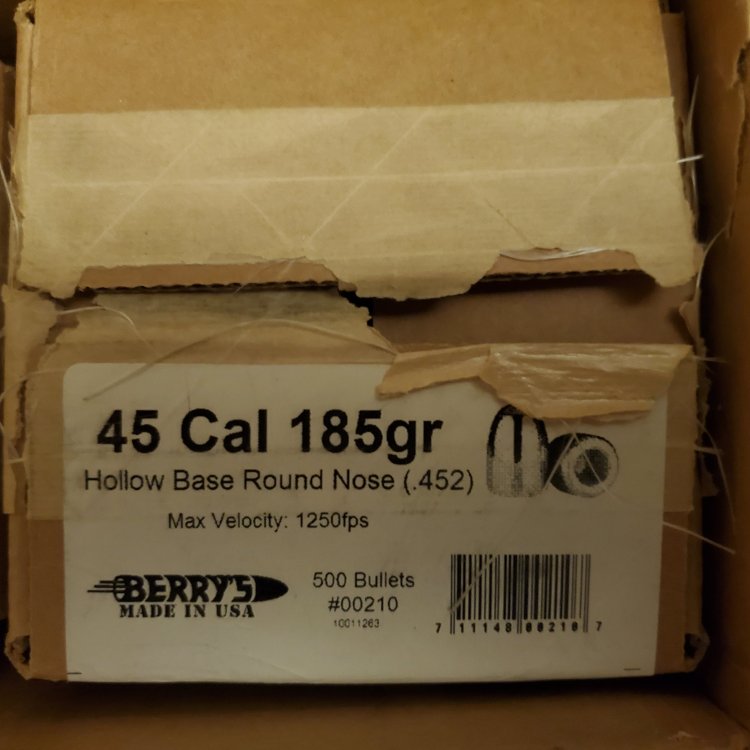 45 Cal 185gr
Hollow Base Round Nose (.452)
Max Velocity: 1250fps
BERRY'S
MADE IN USA
500 Bullets
#00210
10011263
7 11148 00210 7